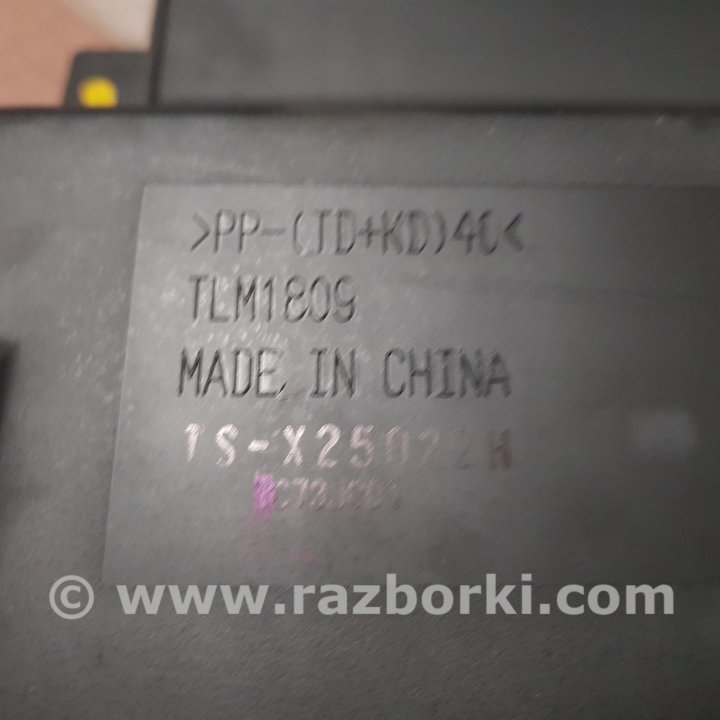 >PP-(TD+KD)40<
TLM1809
MADE IN CHINA
TS-X25022H
© www.razborki.com